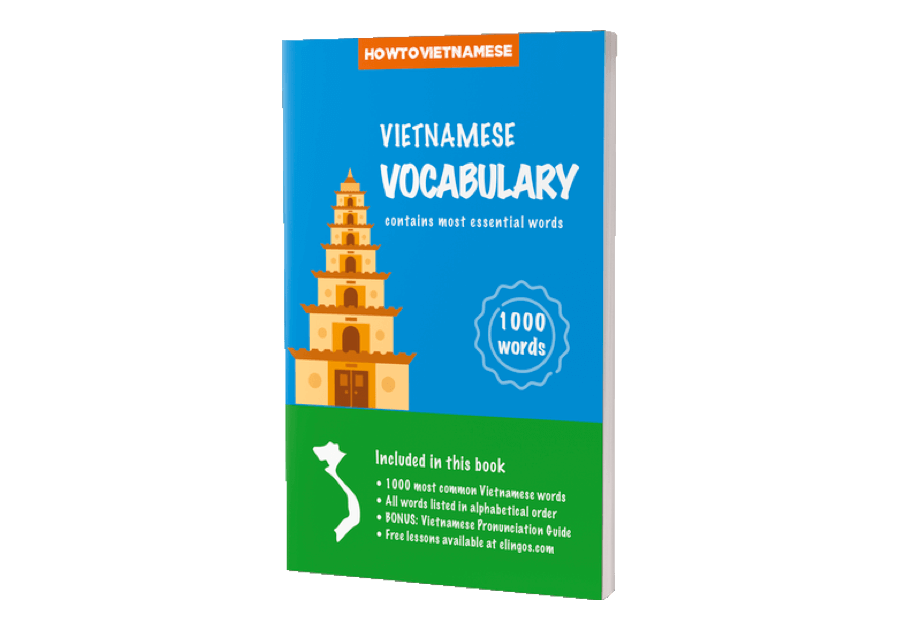 HOWTOVIETNAMESE
VIETNAMESE
VOCABULARY
contains most essential words
1000
words
Included in this book
• 1000 most common Vietnamese words
• All words listed in alphabetical order
• BONUS: Vietnamese Pronunciation Guide
• Free lessons available at elingos.com